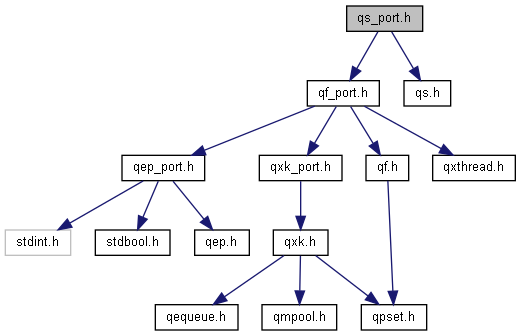 qs_port.h
qf_port.h
qs.h
qep_port.h
qxk_port.h
qf.h
qxthread.h
stdint.h
stdbool.h
qep.h
qxk.h
qequeue.h
qmpool.h
qpset.h